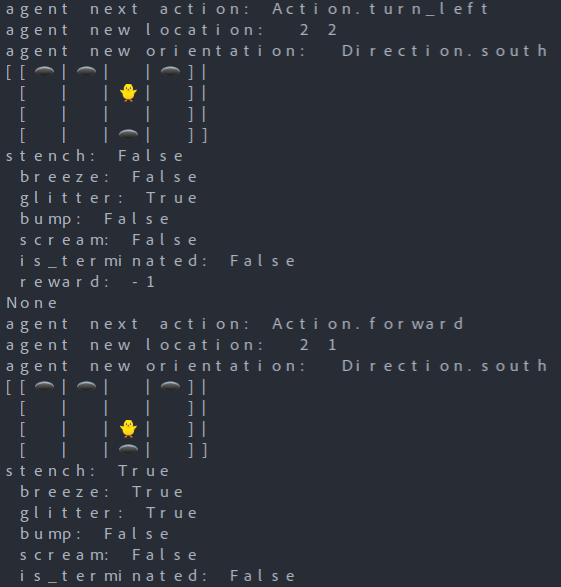 agent next action: Action.turn_left
agent new location: 2 2
agent new orientation: Direction.south
[[🕳|🕳| |🕳]|
[ | |🐥| ]|
[ | | | ]|
[ | |🕳| ]]
stench: False
breeze: False
glitter: True
bump: False
scream: False
is_terminated: False
reward: -1
None
agent next action: Action.forward
agent new location: 2 1
agent new orientation: Direction.south
[[🕳|🕳| |🕳]|
[ | | | ]|
[ | |🐥| ]|
[ | |🕳| ]]
stench: True
breeze: True
glitter: True
bump: False
scream: False
is_terminated: False